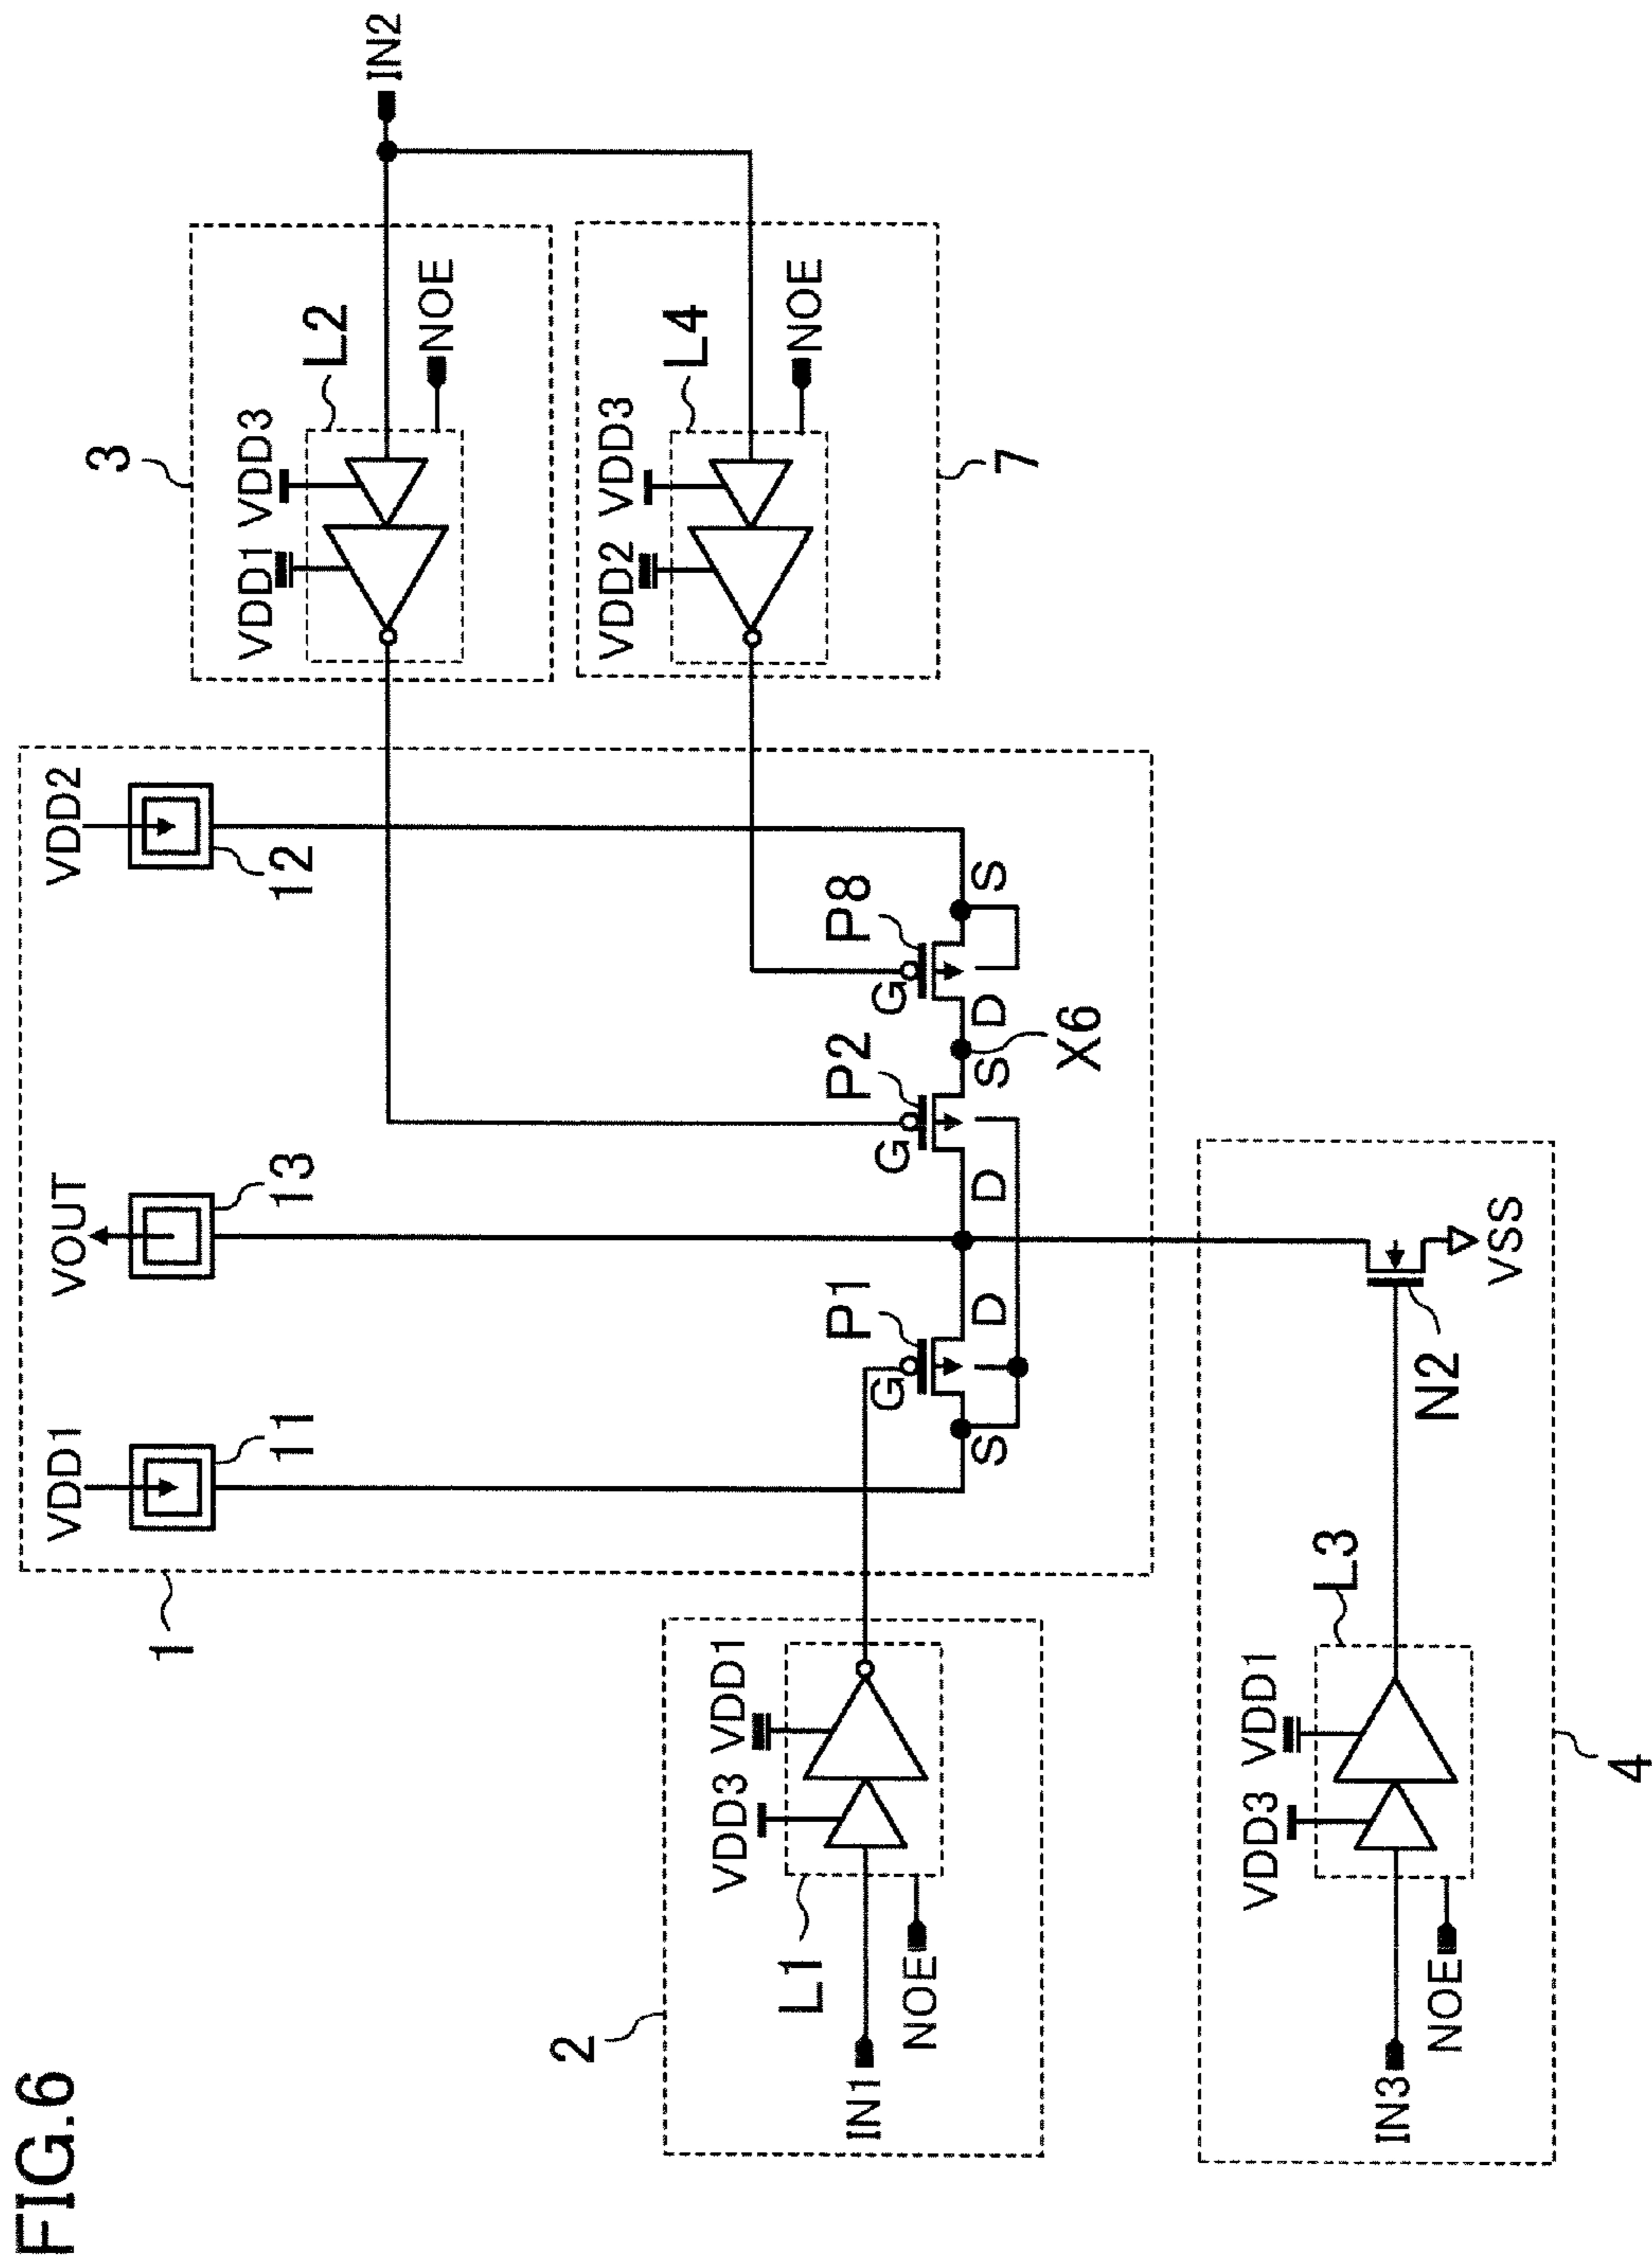 FIG.6
1
VDD1
11
VOUT
13
VDD2
12
3
VDD1
VDD3
L2
NOE
IN2
VDD2
VDD3
L4
NOE
7
P1
G
S
D
P2
G
D
S
P8
G
D
S
X6
2
VDD3
VDD1
L1
IN1
NOE
VDD3
VDD1
L3
IN3
NOE
N2
VSS
4